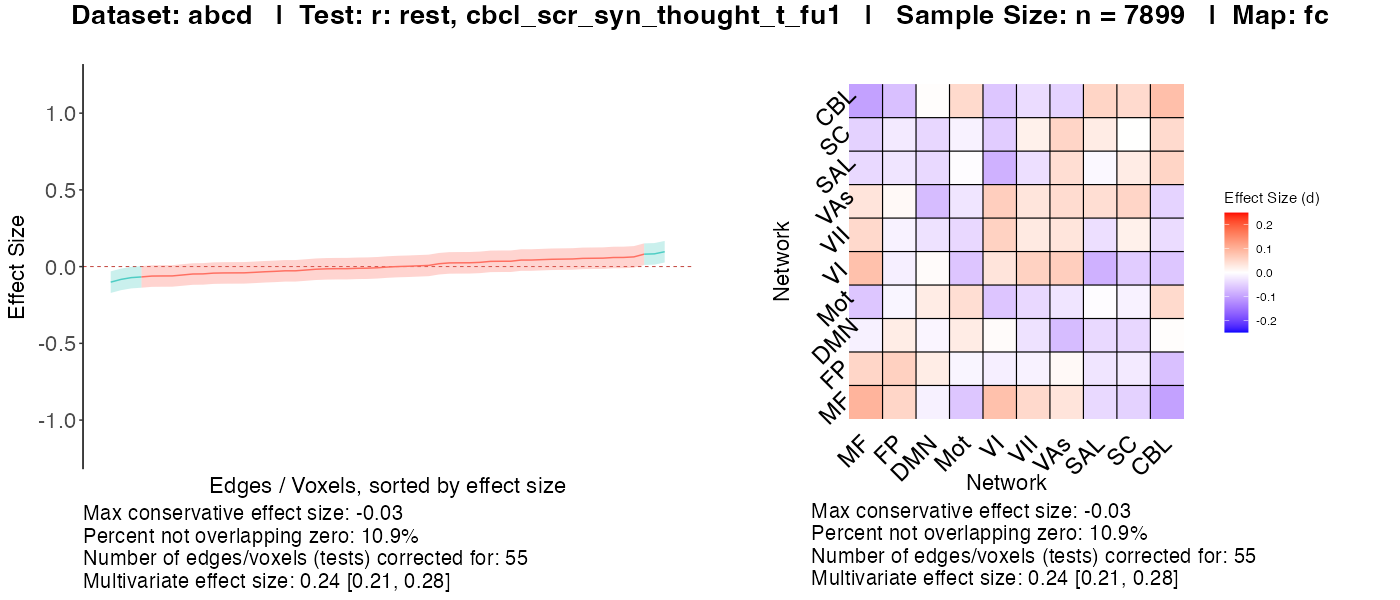 Dataset: abcd | Test: r: rest, cbcl_scr_syn_thought_t_fu1 | Sample Size: n = 7899 | Map: fc
Effect Size
1.0
0.5
0.0
-0.5
-1.0
Edges / Voxels, sorted by effect size
Max conservative effect size: -0.03
Percent not overlapping zero: 10.9%
Number of edges/voxels (tests) corrected for: 55
Multivariate effect size: 0.24 [0.21, 0.28]
Network
CBL
SC
SAL
VAs
VII
VI
Mot
DMN
FP
MF
MF FP DMN Mot VI VII VAs SAL SC CBL
Network
Effect Size (d)
0.2
0.1
0.0
-0.1
-0.2
Max conservative effect size: -0.03
Percent not overlapping zero: 10.9%
Number of edges/voxels (tests) corrected for: 55
Multivariate effect size: 0.24 [0.21, 0.28]